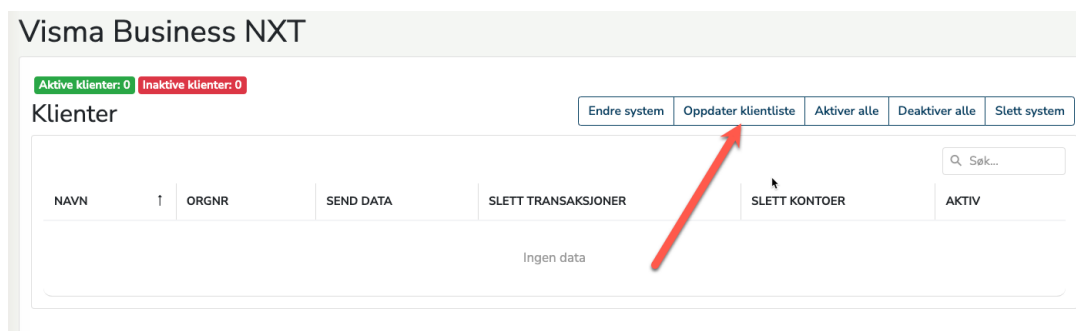 Visma Business NXT
Aktive klienter: 0 Inaktive klienter: 0
Klienter
Endre system Oppdater klientliste Aktiver alle Deaktiver alle Slett system
Søk...
NAVN ↑ ORGNR SEND DATA SLETT TRANSAKSJONER SLETT KONTOER AKTIV
Ingen data